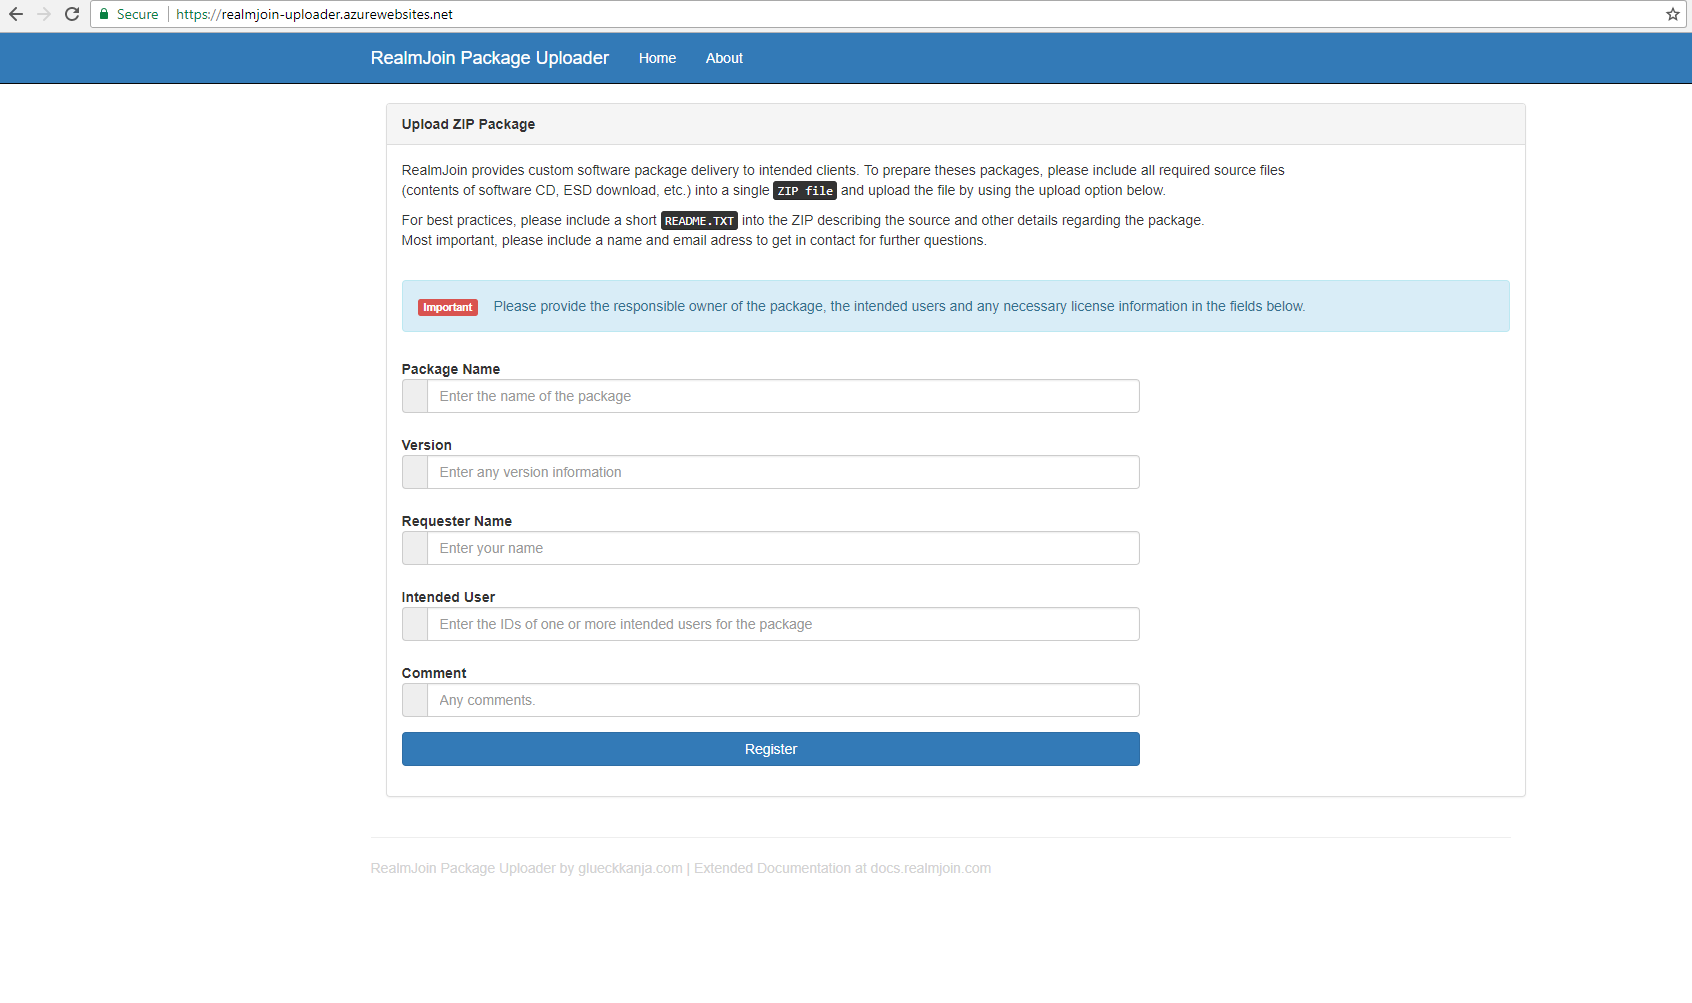 Secure https://realmjoin-uploader.azurewebsites.net
RealmJoin Package Uploader Home About
Upload ZIP Package
RealmJoin provides custom software package delivery to intended clients. To prepare theses packages, please include all required source files
(contents of software CD, ESD download, etc.) into a single ZIP file and upload the file by using the upload option below.
For best practices, please include a short README.TXT into the ZIP describing the source and other details regarding the package.
Most important, please include a name and email adress to get in contact for further questions.
Important Please provide the responsible owner of the package, the intended users and any necessary license information in the fields below.
Package Name
Enter the name of the package
Version
Enter any version information
Requester Name
Enter your name
Intended User
Enter the IDs of one or more intended users for the package
Comment
Any comments.
Register
RealmJoin Package Uploader by glueckkanja.com | Extended Documentation at docs.realmjoin.com